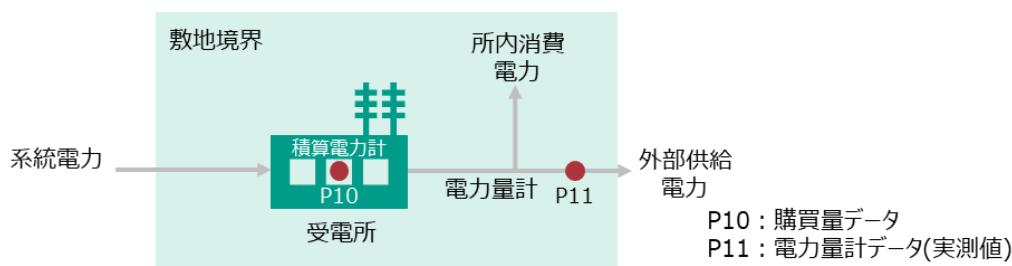 敷地境界
所内消費
電力
系統電力
積算電力計
P10
受電所
電力量計
P11
外部供給
電力
P10：購買量データ
P11：電力量計データ(実測値)